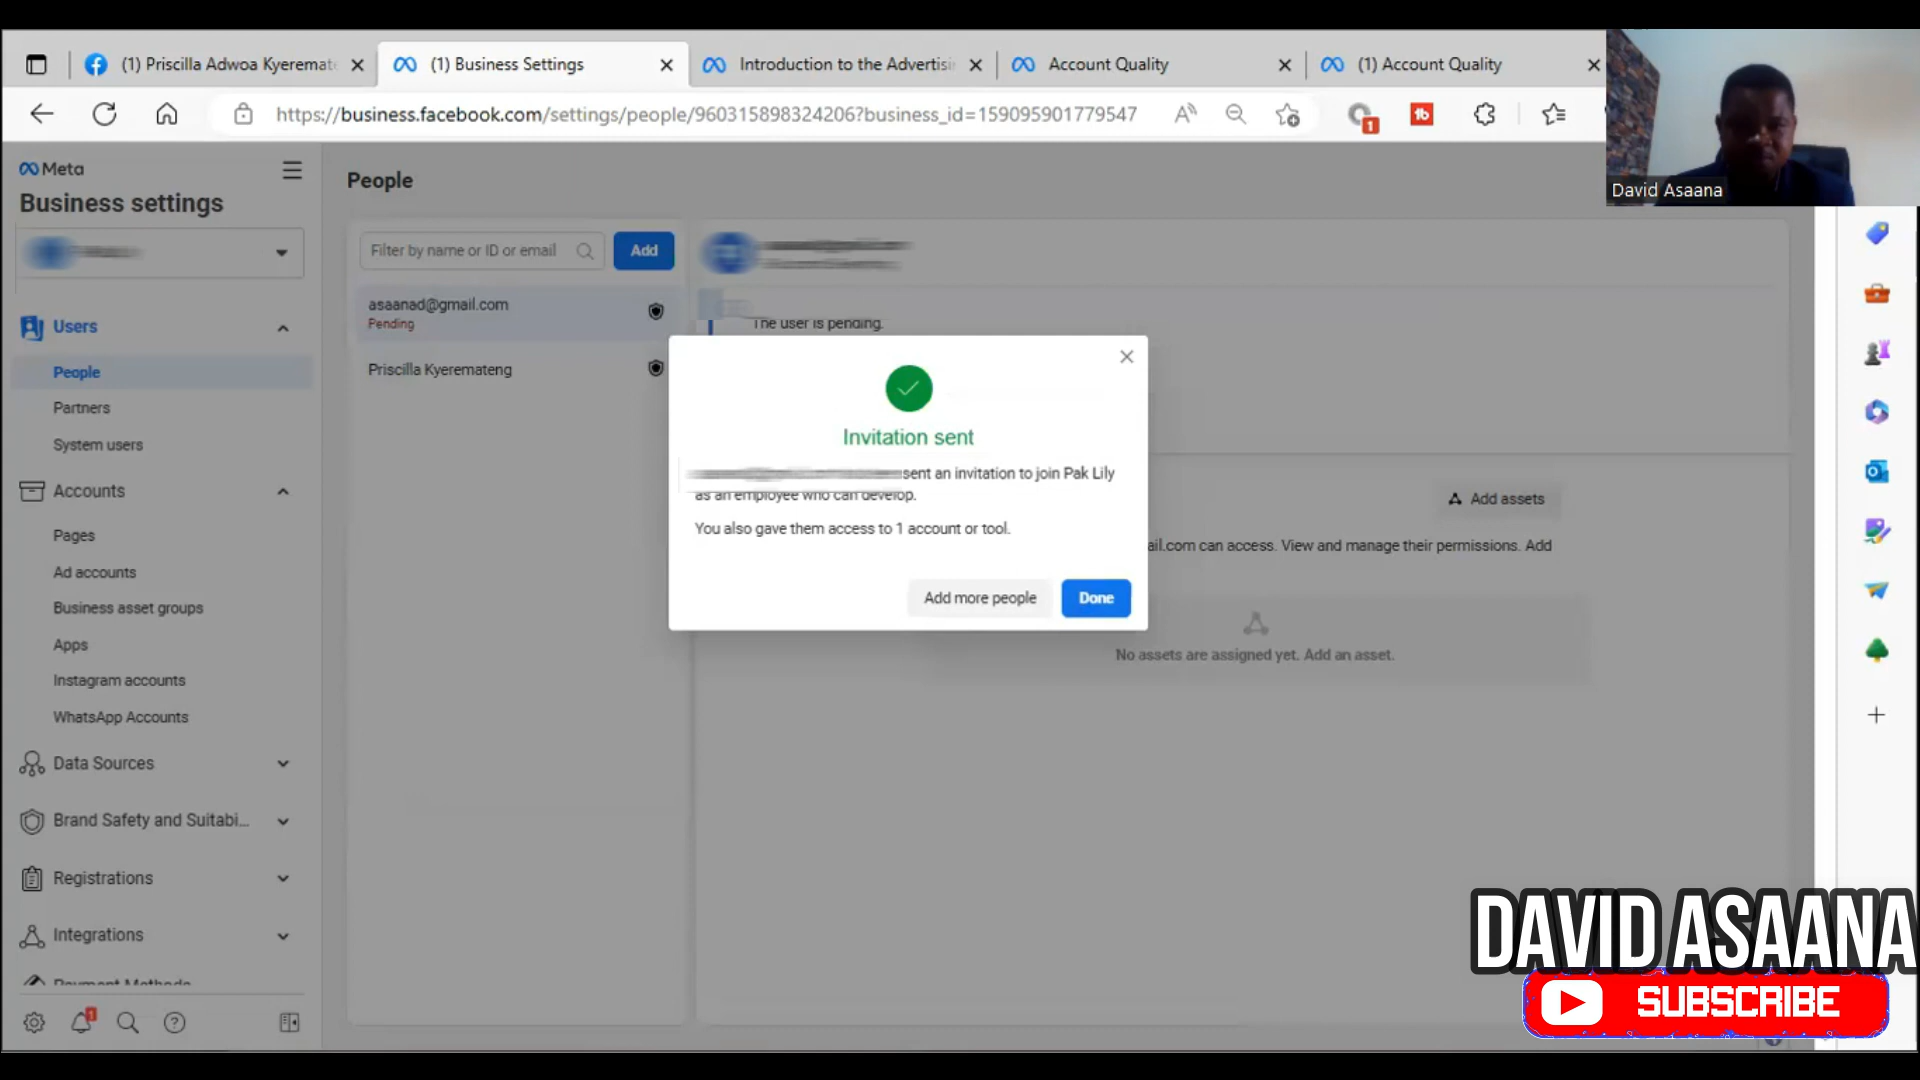 (1) Priscilla Adwoa Kyeremate
(1) Business Settings
Introduction to the Advertisi
Account Quality
(1) Account Quality
https://business.facebook.com/settings/people/960315898324206?business_id=159095901779547
1
tb
David Asaana
Meta
Business settings
People
Filter by name or ID or email
Add
asaanad@gmail.com
Pending
Priscilla Kyeremateng
The user is pending.
Users
People
Partners
System users
Accounts
Pages
Ad accounts
Business asset groups
Apps
Instagram accounts
WhatsApp Accounts
Data Sources
Brand Safety and Suitabi...
Registrations
Integrations
Payment Methods
1
Invitation sent
sent an invitation to join Pak Lily
as an employee who can develop.
You also gave them access to 1 account or tool.
Add more people
Done
Add assets
ail.com can access. View and manage their permissions. Add
No assets are assigned yet. Add an asset.
DAVID ASAANA
SUBSCRIBE